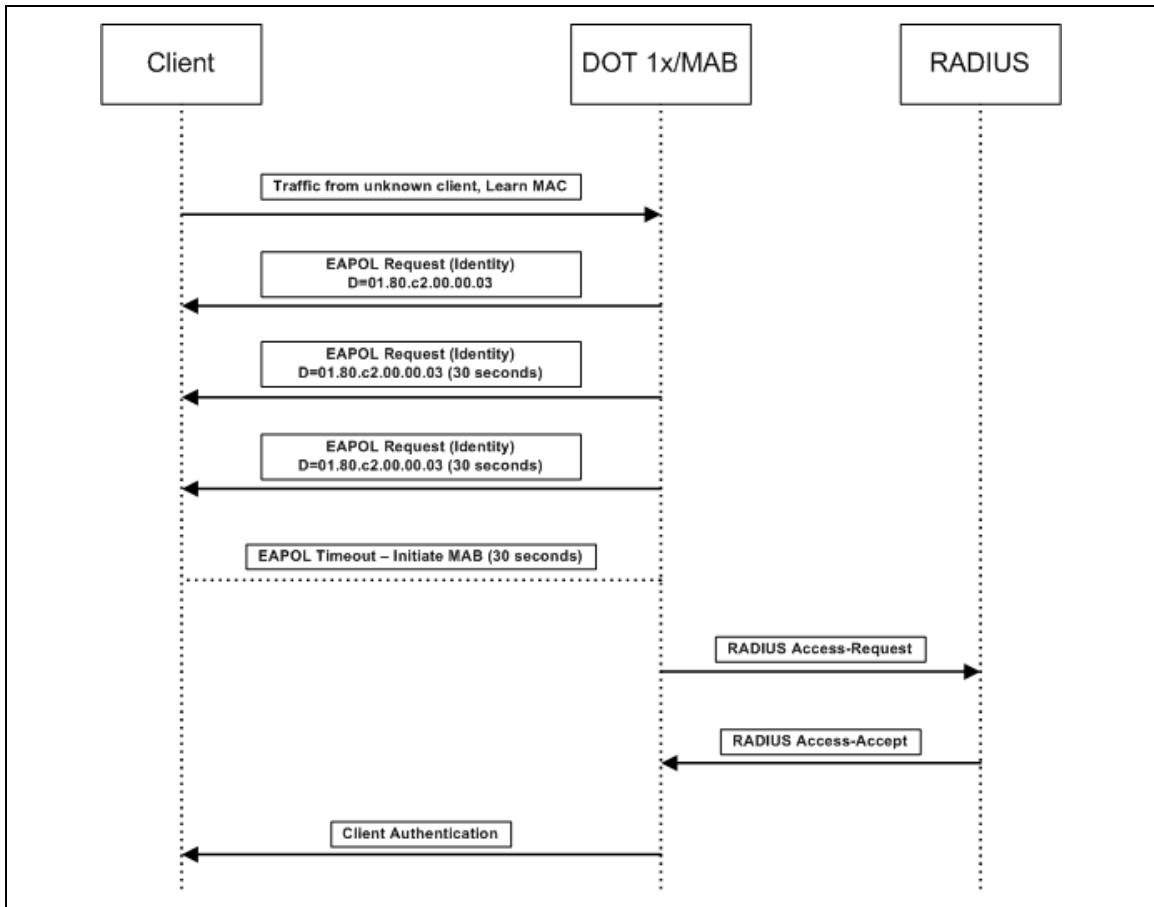 Client
DOT 1x/MAB
RADIUS
Traffic from unknown client, Learn MAC
EAPOL Request (Identity)
D=01.80.c2.00.00.03
EAPOL Request (Identity)
D=01.80.c2.00.00.03 (30 seconds)
EAPOL Request (Identity)
D=01.80.c2.00.00.03 (30 seconds)
EAPOL Timeout – Initiate MAB (30 seconds)
RADIUS Access-Request
RADIUS Access-Accept
Client Authentication